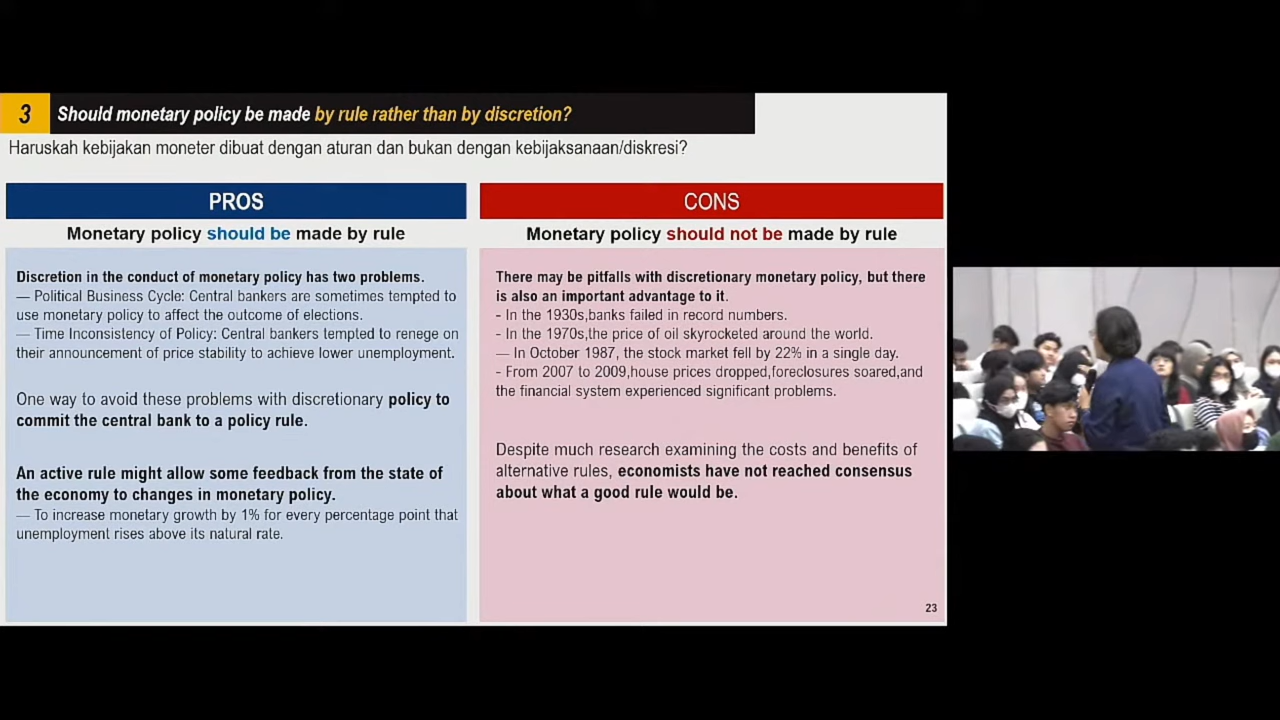 3
Should monetary policy be made by rule rather than by discretion?
Haruskah kebijakan moneter dibuat dengan aturan dan bukan dengan kebijaksanaan/diskresi?
PROS
Monetary policy should be made by rule
Discretion in the conduct of monetary policy has two problems.
— Political Business Cycle: Central bankers are sometimes tempted to
use monetary policy to affect the outcome of elections.
— Time Inconsistency of Policy: Central bankers tempted to renege on
their announcement of price stability to achieve lower unemployment.
One way to avoid these problems with discretionary policy to
commit the central bank to a policy rule.
An active rule might allow some feedback from the state of
the economy to changes in monetary policy.
— To increase monetary growth by 1% for every percentage point that
unemployment rises above its natural rate.
CONS
Monetary policy should not be made by rule
There may be pitfalls with discretionary monetary policy, but there
is also an important advantage to it.
- In the 1930s,banks failed in record numbers.
- In the 1970s,the price of oil skyrocketed around the world.
— In October 1987, the stock market fell by 22% in a single day.
- From 2007 to 2009,house prices dropped,foreclosures soared,and
the financial system experienced significant problems.
Despite much research examining the costs and benefits of
alternative rules, economists have not reached consensus
about what a good rule would be.
23